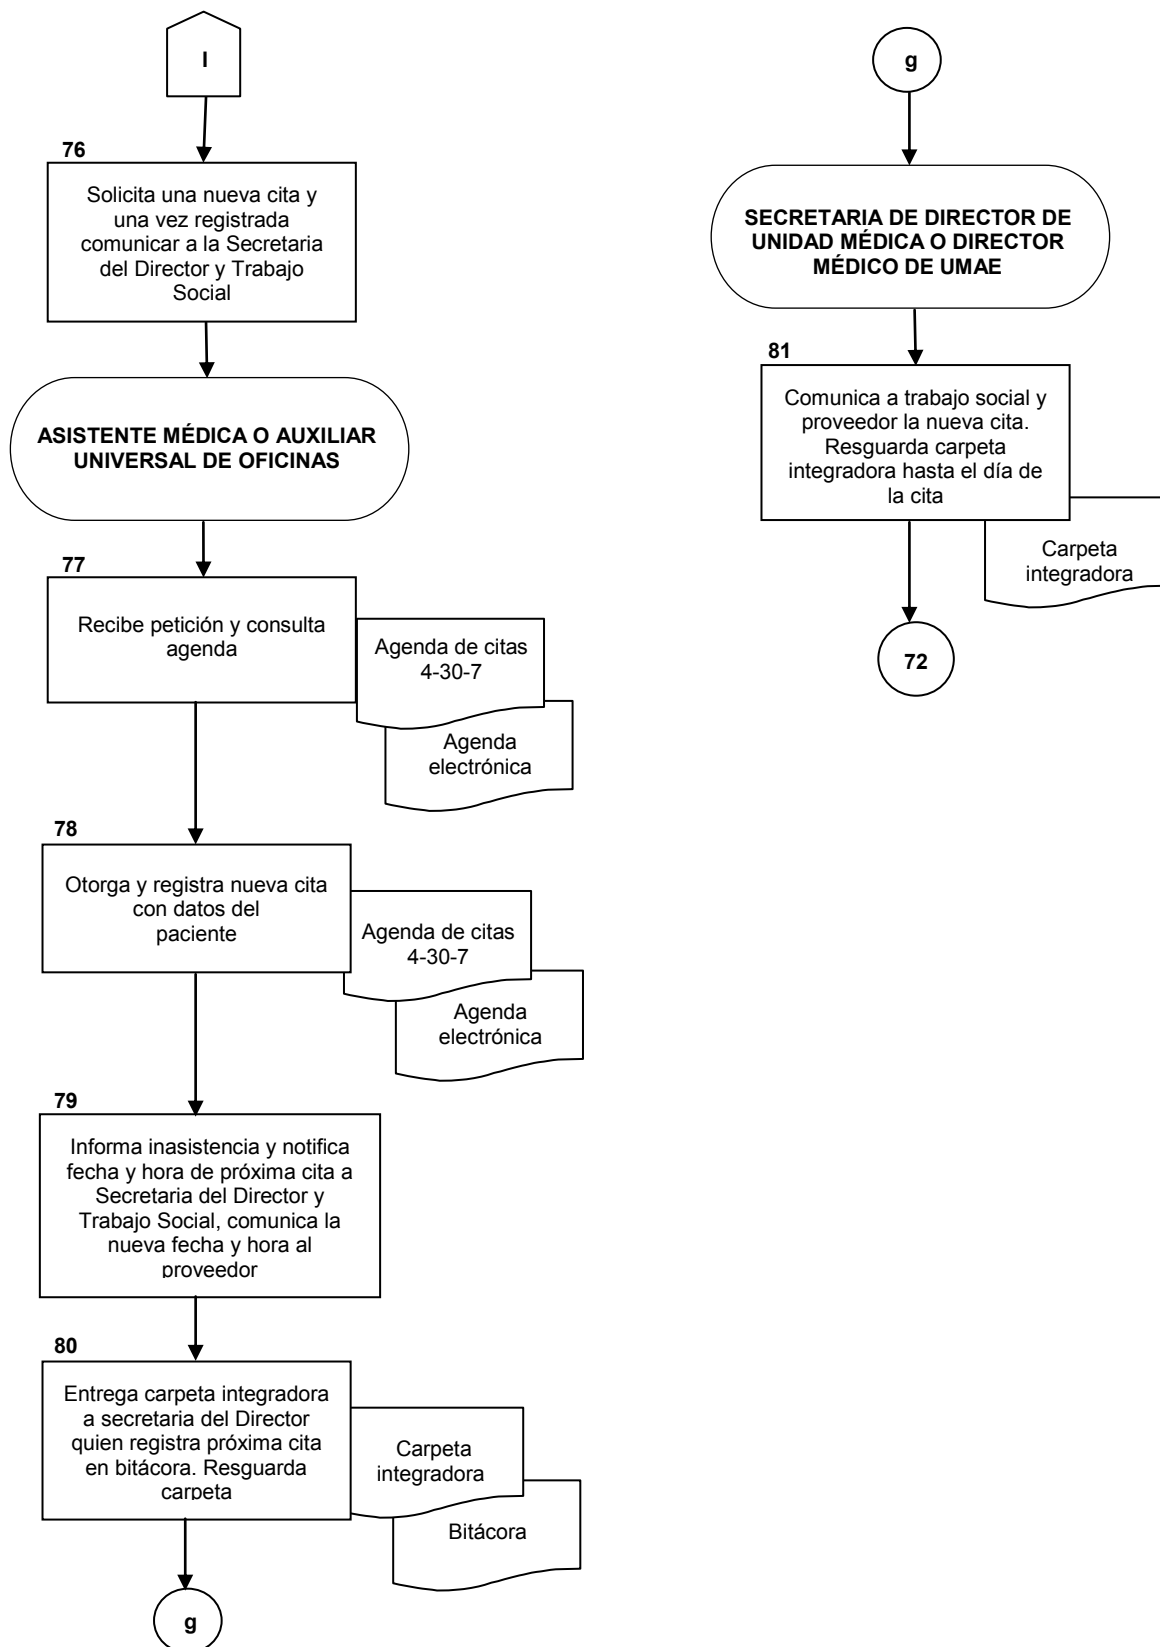 I
76
Solicita una nueva cita y
una vez registrada
comunicar a la Secretaria
del Director y Trabajo
Social
ASISTENTE MÉDICA O AUXILIAR
UNIVERSAL DE OFICINAS
77
Recibe petición y consulta
agenda
Agenda de citas
4-30-7
Agenda
electrónica
78
Otorga y registra nueva cita
con datos del
paciente
Agenda de citas
4-30-7
Agenda
electrónica
79
Informa inasistencia y notifica
fecha y hora de próxima cita a
Secretaria del Director y
Trabajo Social, comunica la
nueva fecha y hora al
proveedor
80
Entrega carpeta integradora
a secretaria del Director
quien registra próxima cita
en bitácora. Resguarda
carpeta
Carpeta
integradora
Bitácora
g
g
SECRETARIA DE DIRECTOR DE
UNIDAD MÉDICA O DIRECTOR
MÉDICO DE UMAE
81
Comunica a trabajo social y
proveedor la nueva cita.
Resguarda carpeta
integradora hasta el día de
la cita
Carpeta
integradora
72